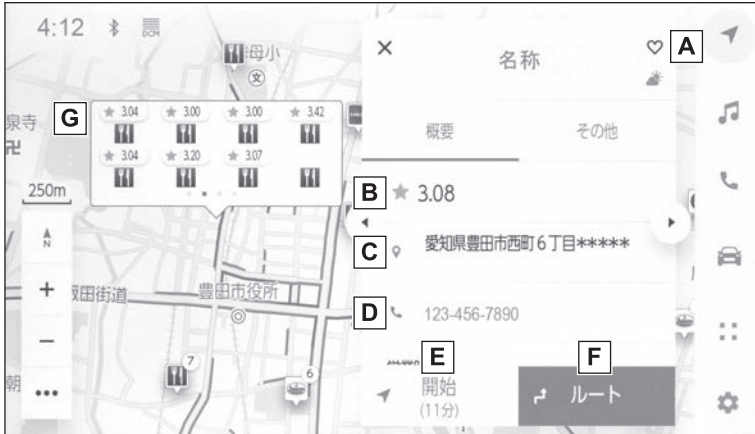 4:12
DCM
母小
文
泉寺
卍
G
3.04 3.00 3.00 3.42
3.04 3.20 3.07
250m
N
+
−
飯田街道
豊田市役所
朝
7
6
×
名称
A
概要 その他
B
3.08
C
愛知県豊田市西町6丁目*****
D
123-456-7890
E
開始
(11分)
F
ルート